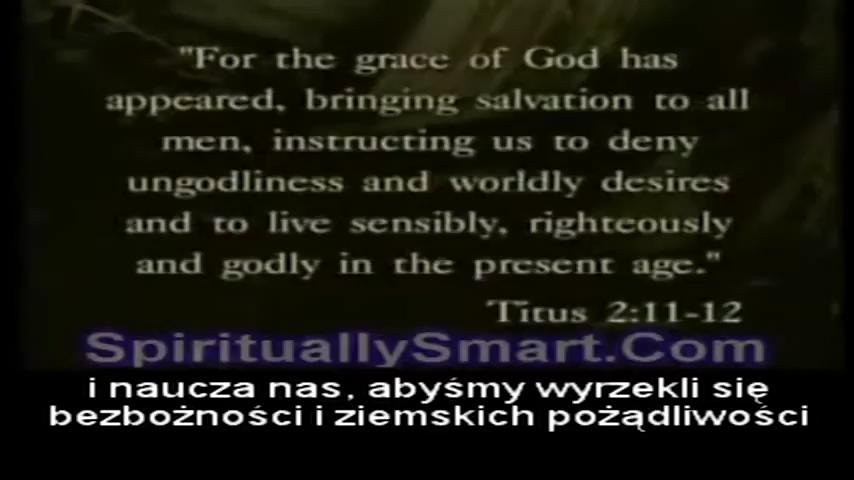 "For the grace of God has
appeared, bringing salvation to all
men, instructing us to deny
ungodliness and worldly desires
and to live sensibly, righteously
and godly in the present age."
Titus 2:11-12
SpirituallySmart.Com
i naucza nas, abyśmy wyrzekli się
bezbożności i ziemskich pożądliwości